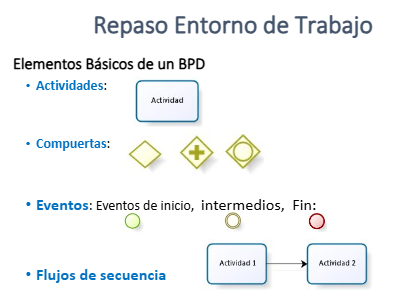 Repaso Entorno de Trabajo
Elementos Básicos de un BPD
• Actividades:
Actividad
• Compuertas:
• Eventos: Eventos de inicio, intermedios, Fin:
Actividad 1
Actividad 2
• Flujos de secuencia